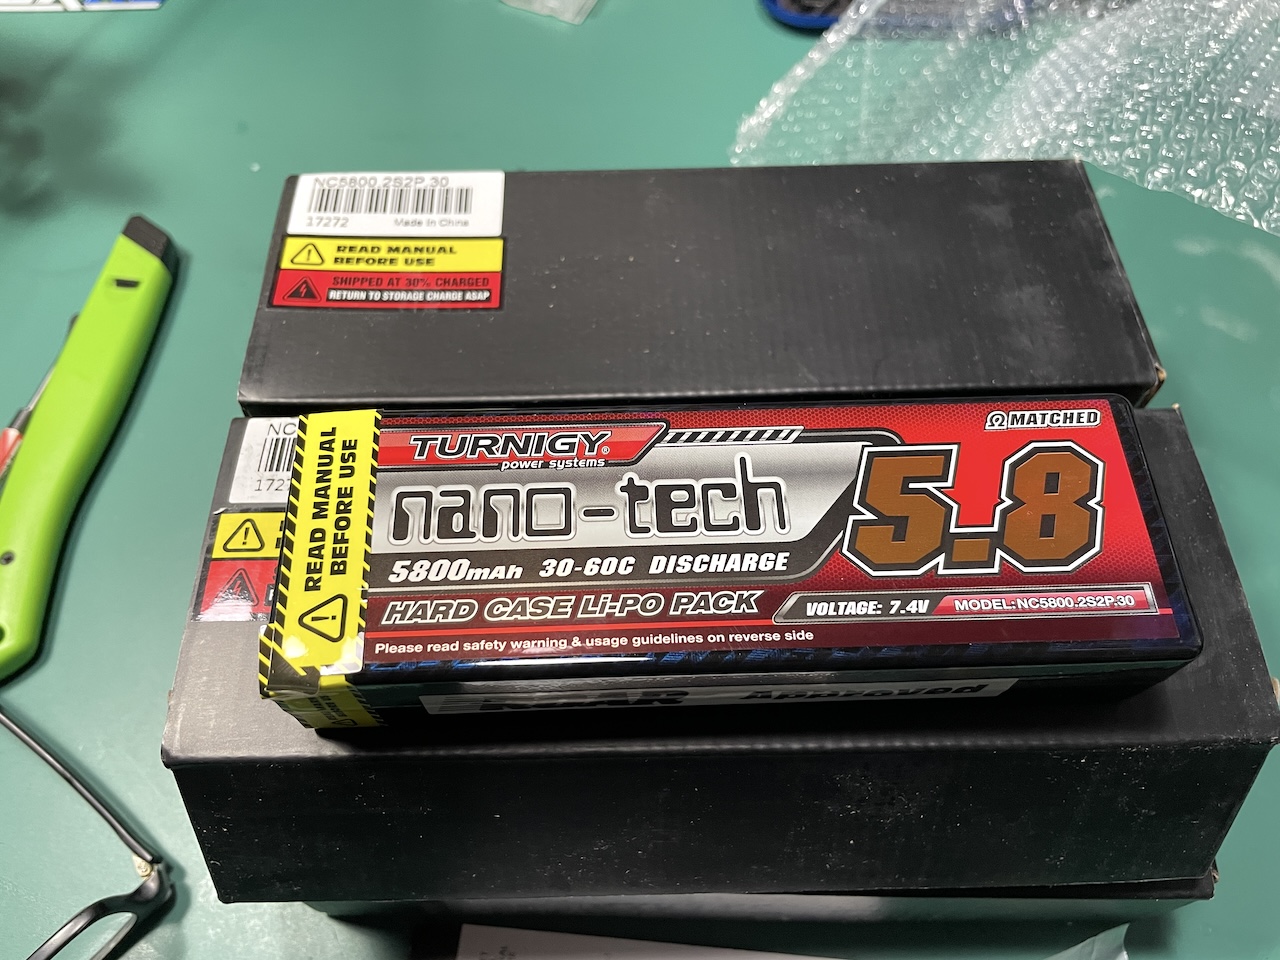 NC5800.2S2P.30
17272
Made In China
READ MANUAL
BEFORE USE
SHIPPED AT 30% CHARGED
RETURN TO STORAGE CHARGE ASAP
NC
172
READ MANUAL
BEFORE USE
TURNIGY®
power systems
nano-tech
5800mAh 30-60C DISCHARGE
HARD CASE Li-PO PACK
Please read safety warning & usage guidelines on reverse side
ΩMATCHED
5.8
VOLTAGE: 7.4V
MODEL:NC5800.2S2P.30
Approved